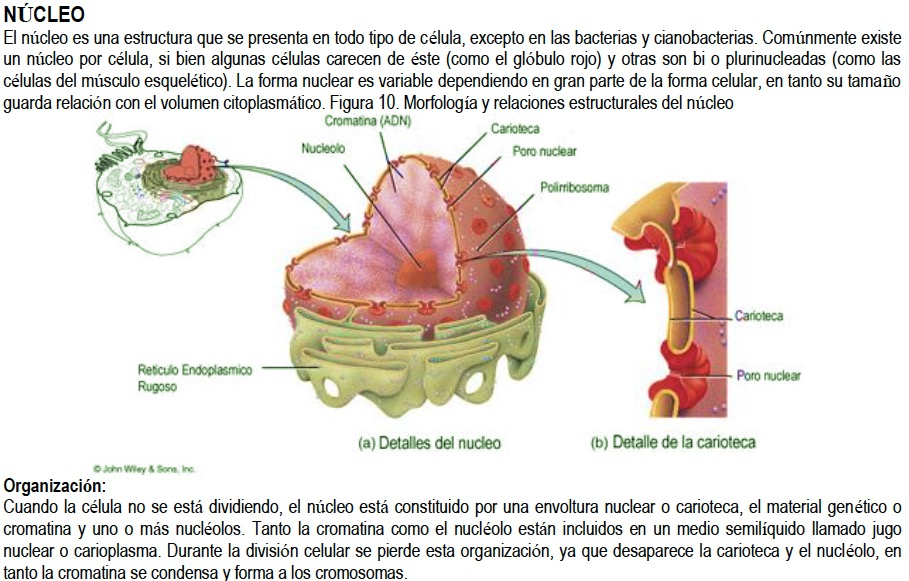 NÚCLEO
El núcleo es una estructura que se presenta en todo tipo de célula, excepto en las bacterias y cianobacterias. Comúnmente existe
un núcleo por célula, si bien algunas células carecen de éste (como el glóbulo rojo) y otras son bi o plurinucleadas (como las
células del músculo esquelético). La forma nuclear es variable dependiendo en gran parte de la forma celular, en tanto su tamaño
guarda relación con el volumen citoplasmático. Figura 10. Morfología y relaciones estructurales del núcleo
Cromatina (ADN)
Carioteca
Nucleolo
Poro nuclear
Polirribosoma
Carioteca
Reticulo Endoplasmico
Rugoso
Poro nuclear
(a) Detalles del nucleo
(b) Detalle de la carioteca
© John Wiley & Sons, Inc.
Organización:
Cuando la célula no se está dividiendo, el núcleo está constituido por una envoltura nuclear o carioteca, el material genético o
cromatina y uno o más nucléolos. Tanto la cromatina como el nucléolo están incluidos en un medio semilíquido llamado jugo
nuclear o carioplasma. Durante la división celular se pierde esta organización, ya que desaparece la carioteca y el nucléolo, en
tanto la cromatina se condensa y forma a los cromosomas.